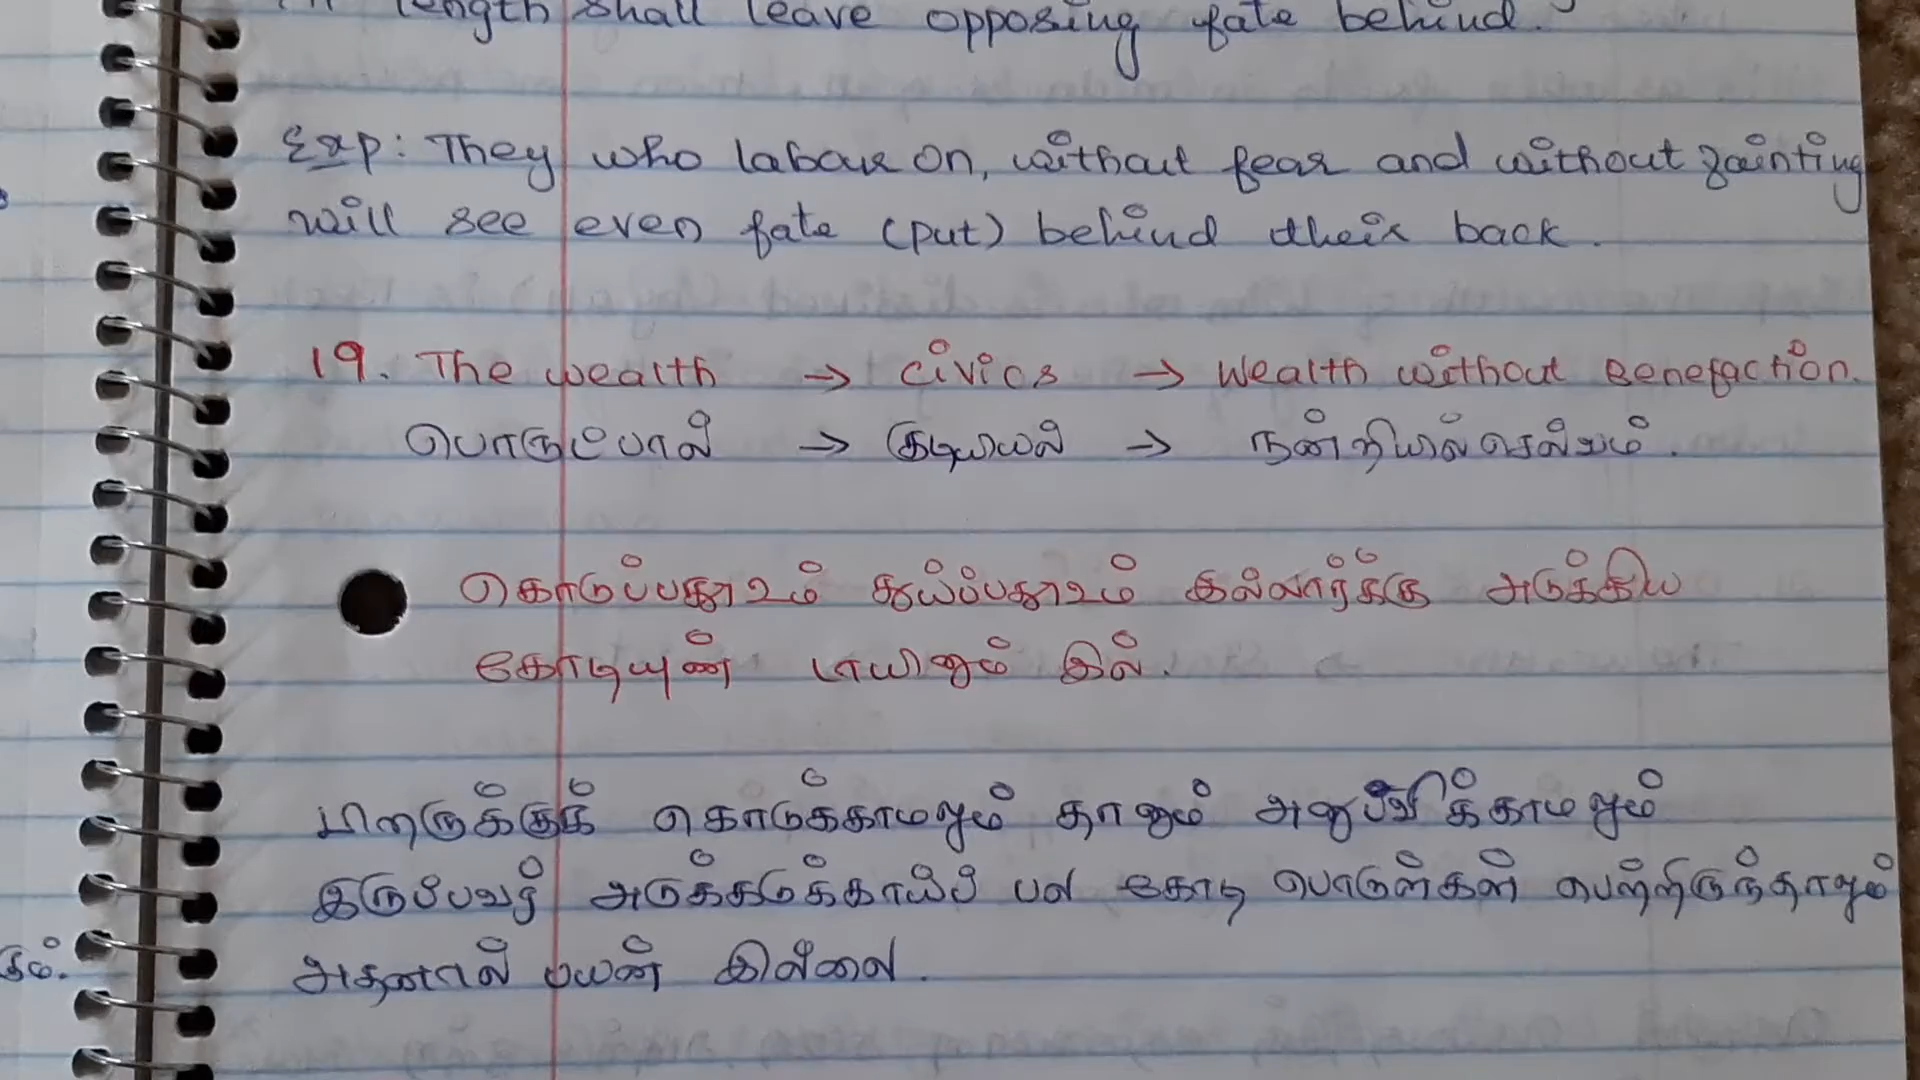 length shall leave opposing fate behind.
Exp: They who labour on, without fear and without fainting
will see even fate (put) behind their back.
19. The wealth → civics → Wealth without Benefaction.
பொருட்பால் → குடியியல் → நன்றியில்செல்வம்.
கொடுப்பதூஉம் துய்ப்பதூஉம் இல்லார்க்கு அடுக்கிய
கோடியுண் டாயினும் இல்.
பிறருக்குக் கொடுக்காமலும் தானும் அனுபவிக்காமலும்
இருப்பவர் அடுக்கடுக்காய்ப் பல கோடி பொருள்கள் பெற்றிருந்தாலும்
அதனால் பயன் இல்லை.